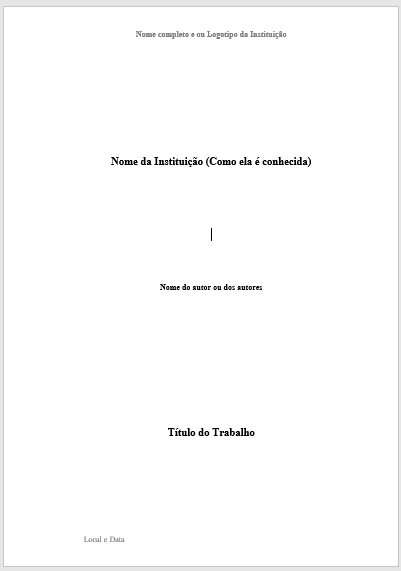 Nome completo e ou Logotipo da Instituição
Nome da Instituição (Como ela é conhecida)
Nome do autor ou dos autores
Título do Trabalho
Local e Data